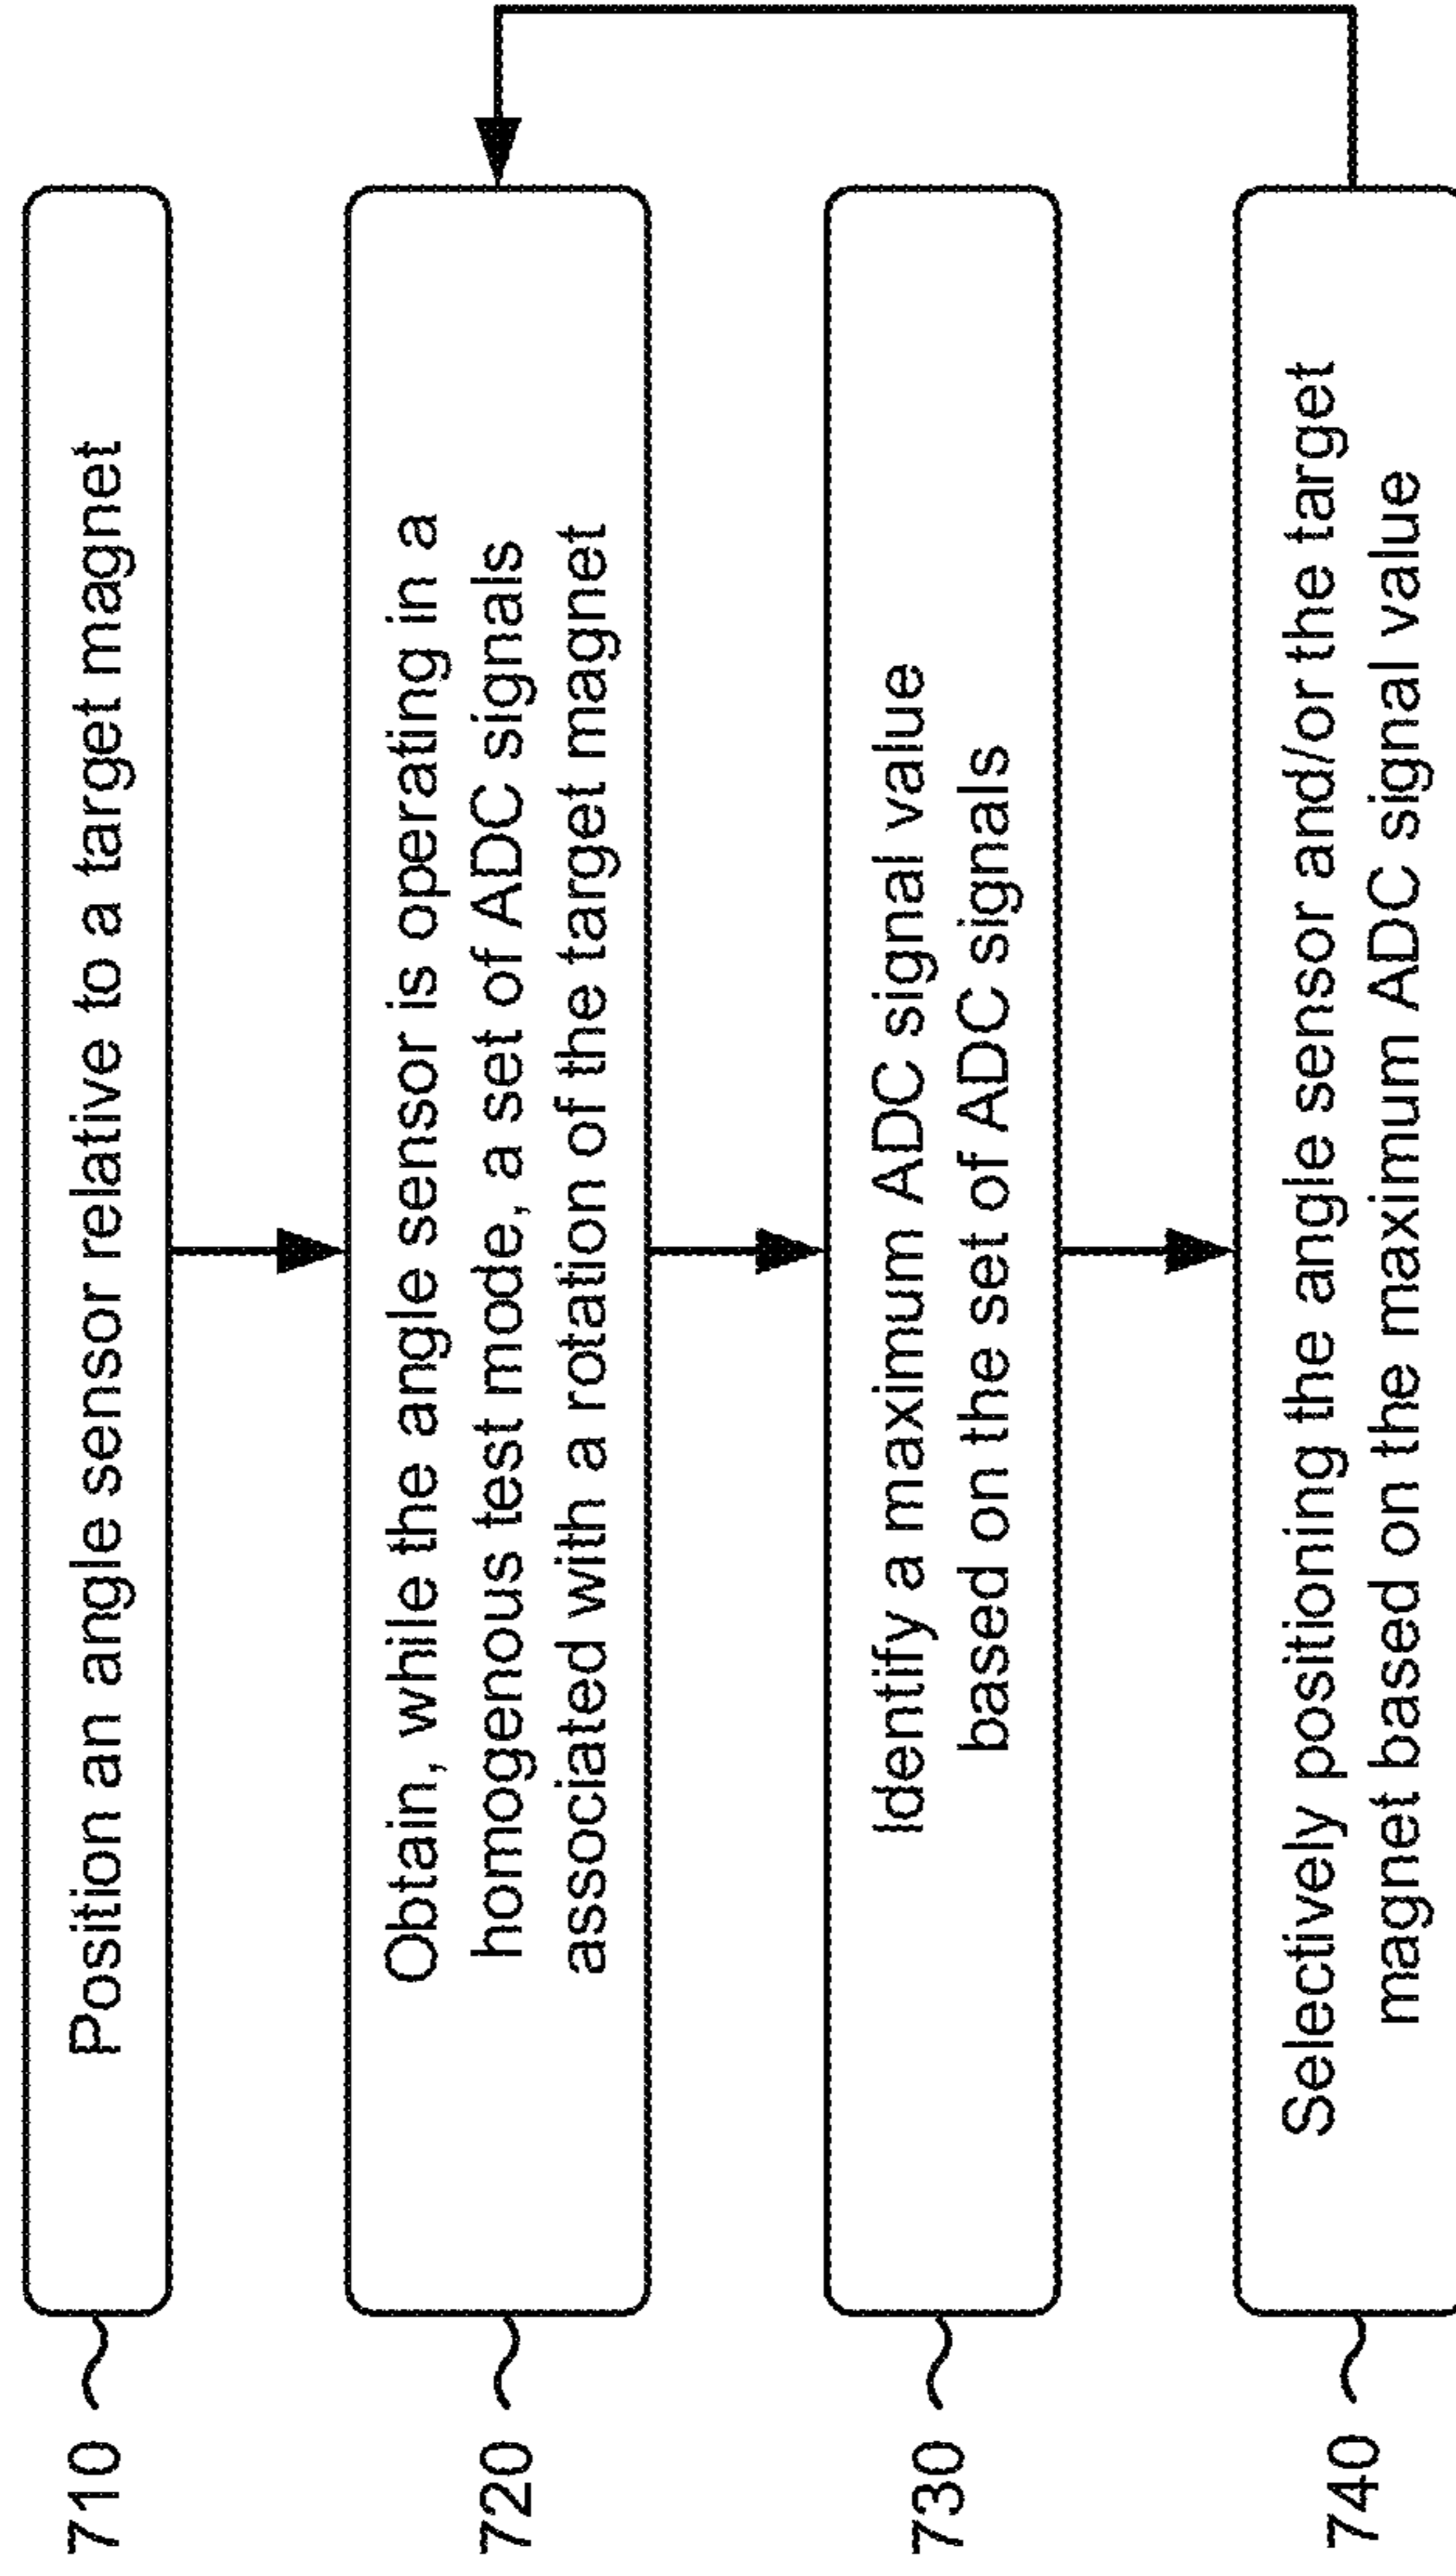 710
Position an angle sensor relative to a target magnet
720
Obtain, while the angle sensor is operating in a
homogenous test mode, a set of ADC signals
associated with a rotation of the target magnet
730
Identify a maximum ADC signal value
based on the set of ADC signals
740
Selectively positioning the angle sensor and/or the target
magnet based on the maximum ADC signal value